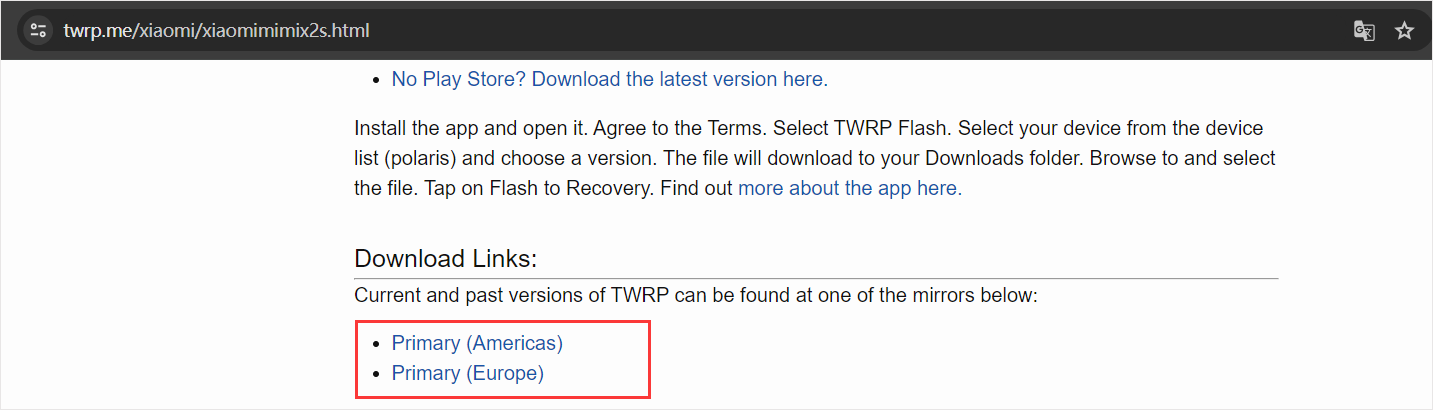 twrp.me/xiaomi/xiaomimimix2s.html
• No Play Store? Download the latest version here.
Install the app and open it. Agree to the Terms. Select TWRP Flash. Select your device from the device
list (polaris) and choose a version. The file will download to your Downloads folder. Browse to and select
the file. Tap on Flash to Recovery. Find out more about the app here.
Download Links:
Current and past versions of TWRP can be found at one of the mirrors below:
• Primary (Americas)
• Primary (Europe)